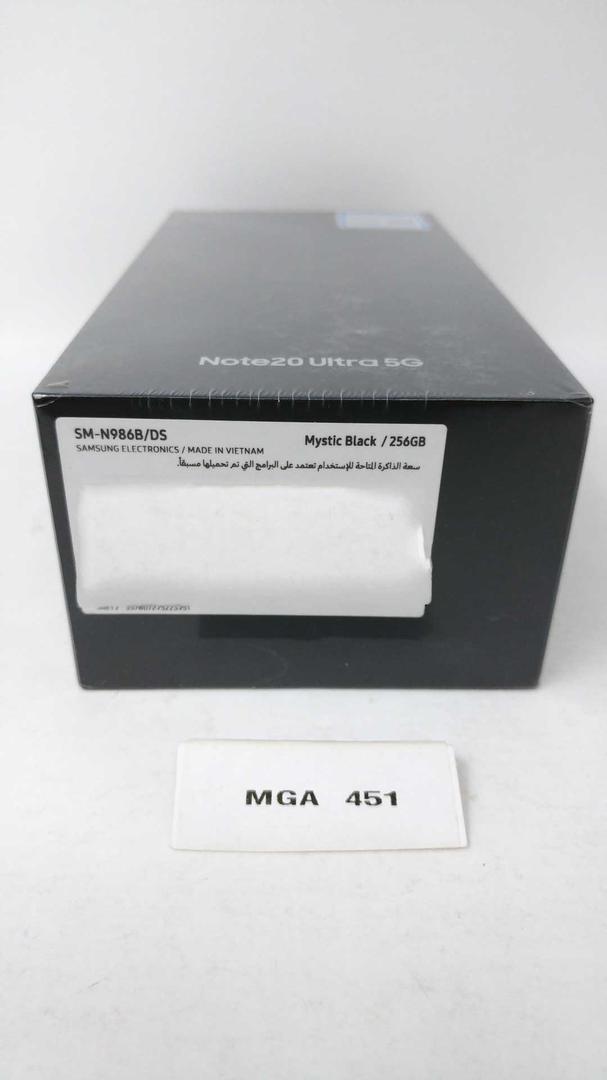 Note20 Ultra 5G
SM-N986B/DS
Mystic Black / 256GB
SAMSUNG ELECTRONICS / MADE IN VIETNAM
سعة الذاكرة المتاحة للإستخدام تعتمد على البرامج التي تم تحميلها مسبقاً.
MGA 451